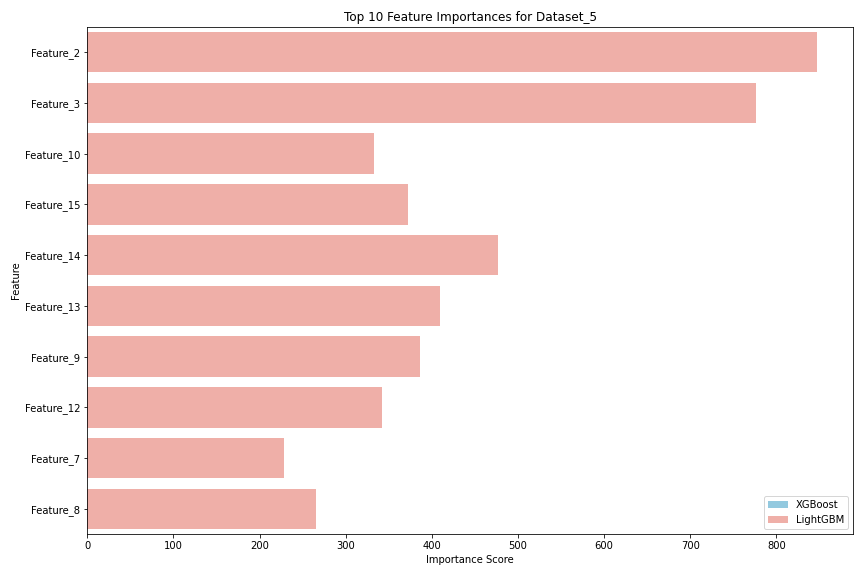 Top 10 Feature Importances for Dataset_5
Feature
Feature_2
Feature_3
Feature_10
Feature_15
Feature_14
Feature_13
Feature_9
Feature_12
Feature_7
Feature_8
XGBoost
LightGBM
0 100 200 300 400 500 600 700 800
Importance Score